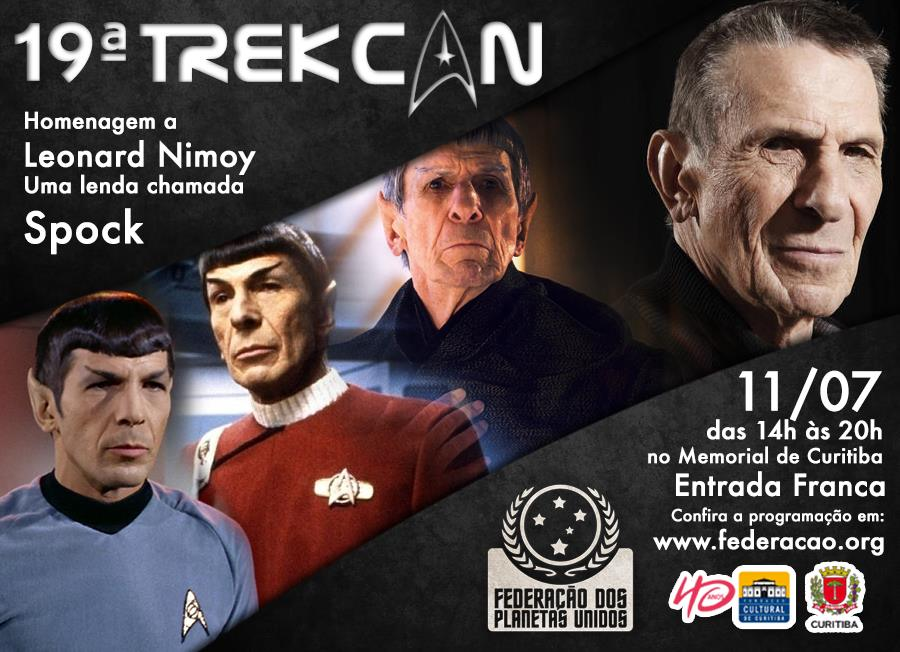 19ª TREKCAN
Homenagem a
Leonard Nimoy
Uma lenda chamada
Spock
11/07
das 14h às 20h
no Memorial de Curitiba
Entrada Franca
Confira a programação em:
www.federacao.org
FEDERAÇÃO DOS
PLANETAS UNIDOS
40 ANOS
FUNDAÇÃO
CULTURAL
DE CURITIBA
CURITIBA